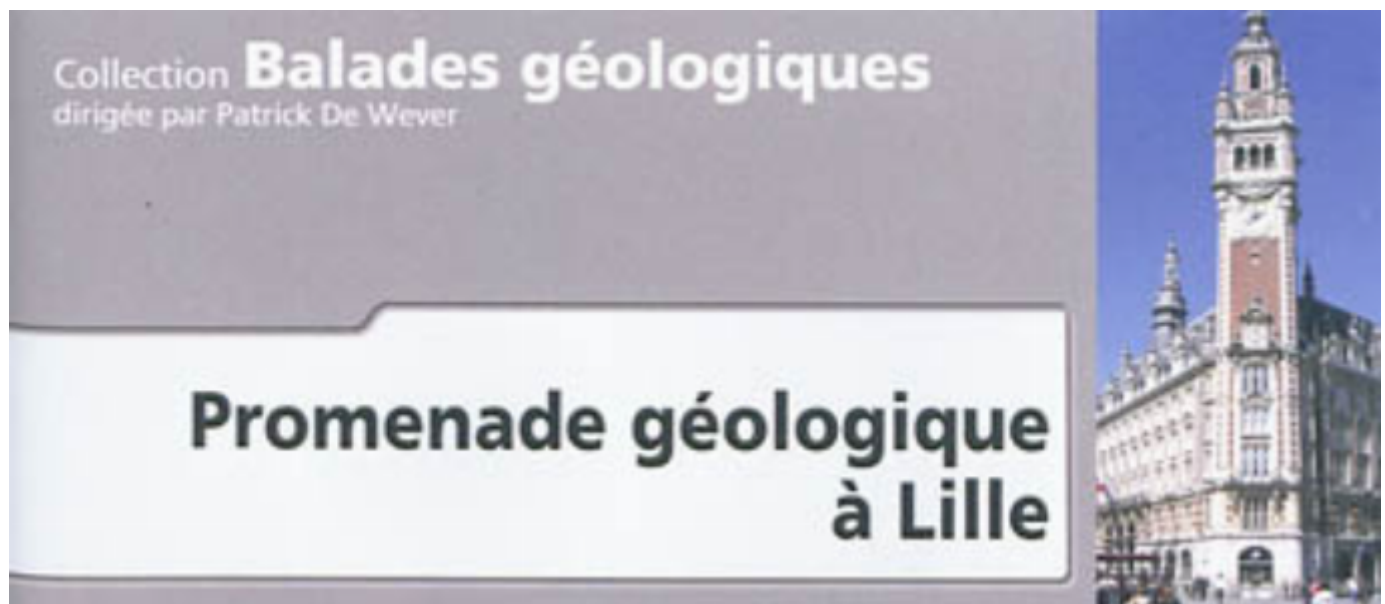 Collection Balades géologiques
dirigée par Patrick De Wever
Promenade géologique
à Lille